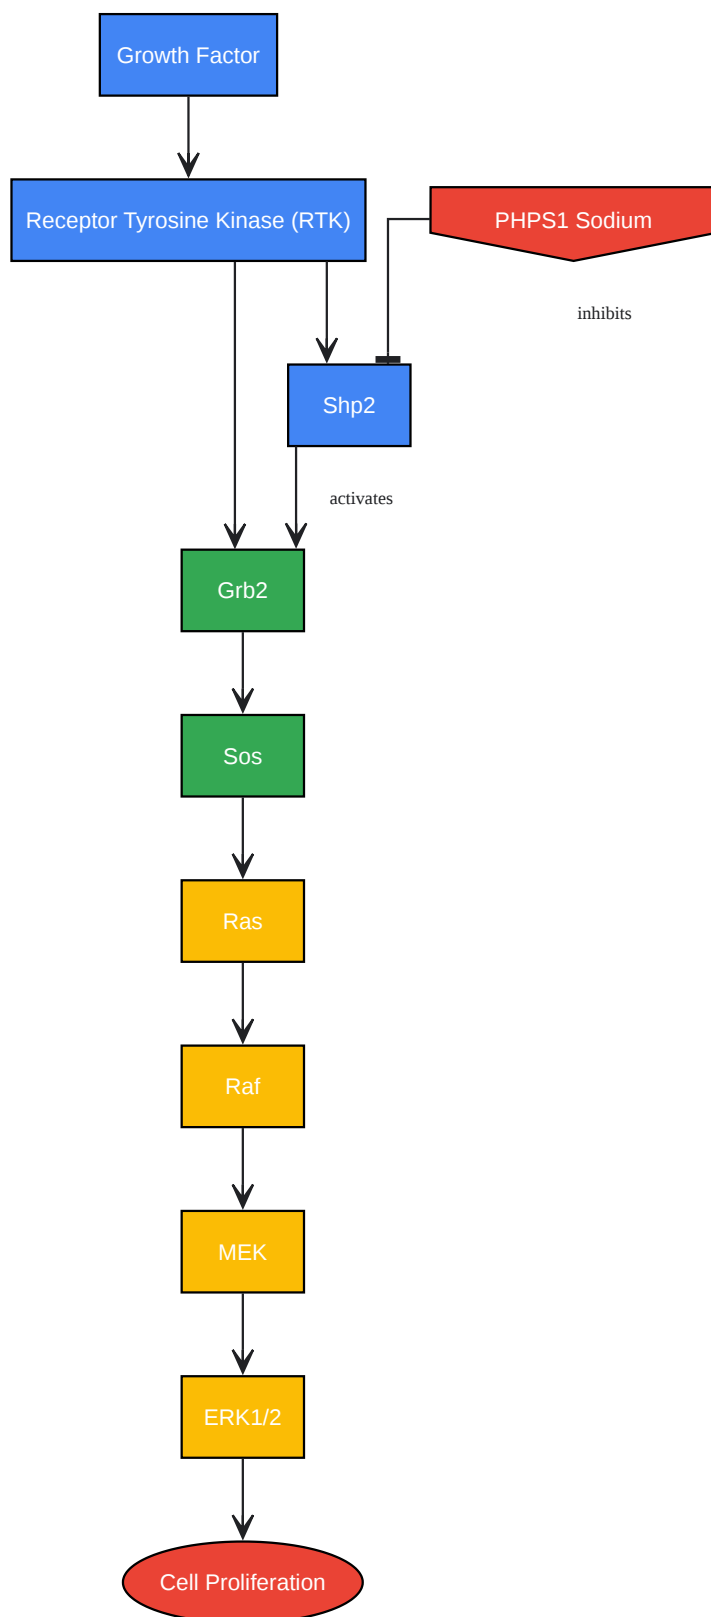 Growth Factor
Receptor Tyrosine Kinase (RTK)
PHPS1 Sodium
inhibits
Shp2
activates
Grb2
Sos
Ras
Raf
MEK
ERK1/2
Cell Proliferation